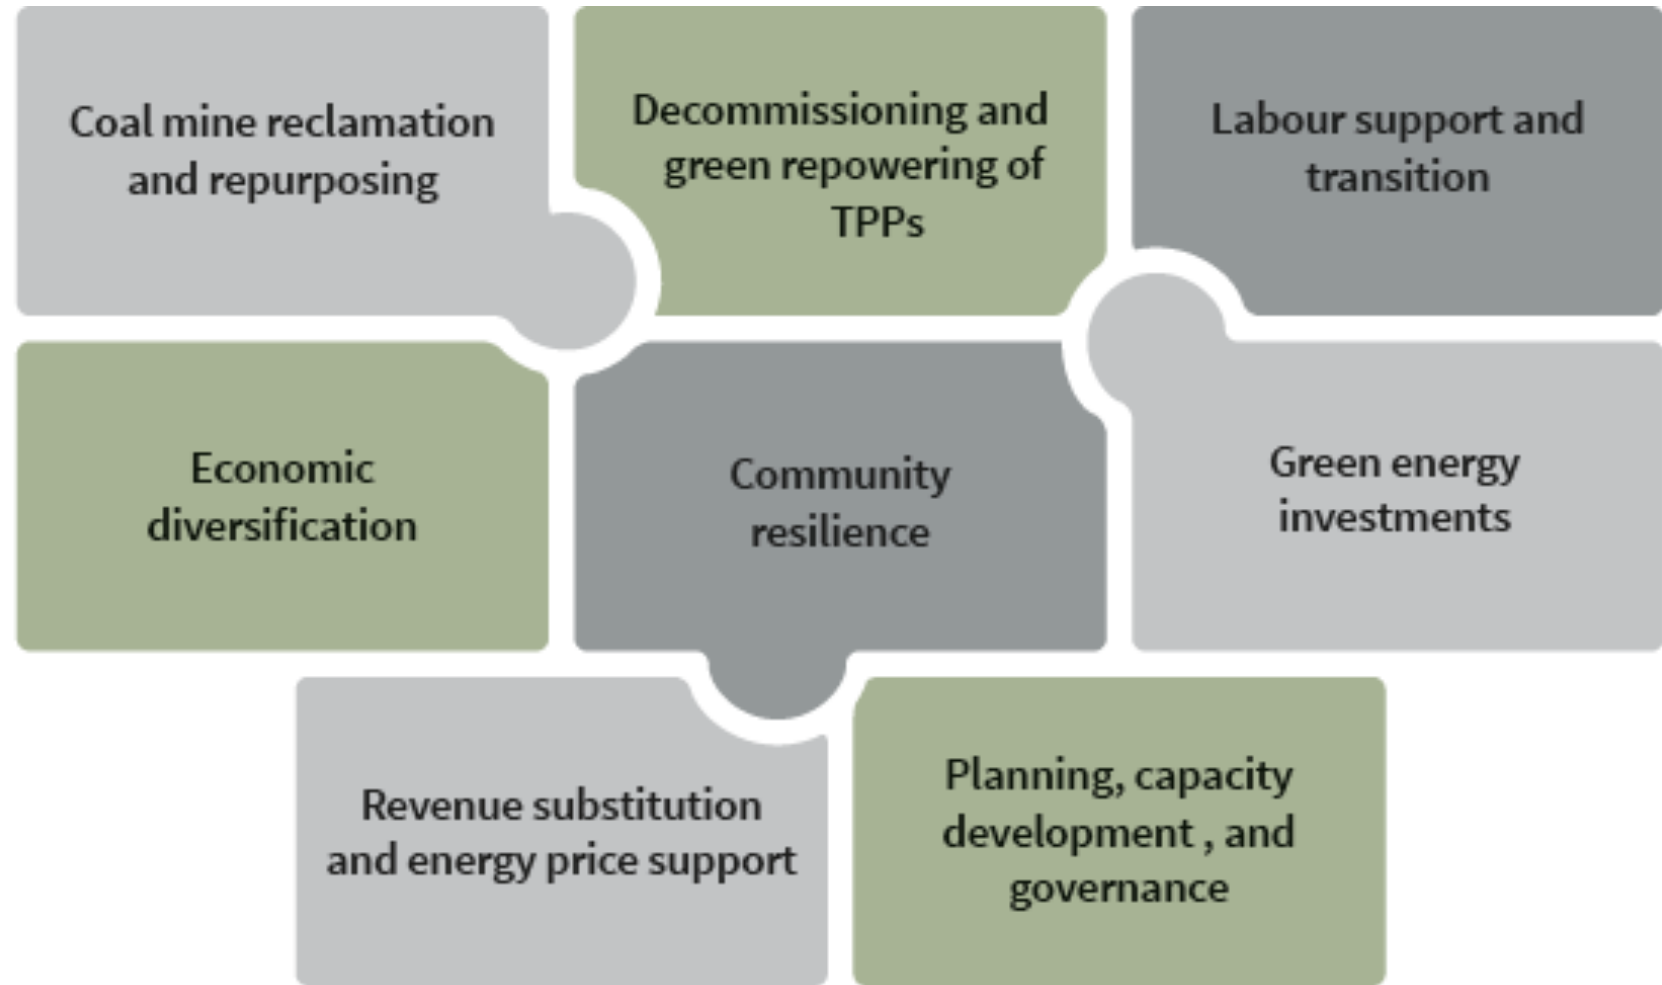 Coal mine reclamation
and repurposing
Decommissioning and
green repowering of
TPPs
Labour support and
transition
Economic
diversification
Community
resilience
Green energy
investments
Revenue substitution
and energy price support
Planning, capacity
development , and
governance